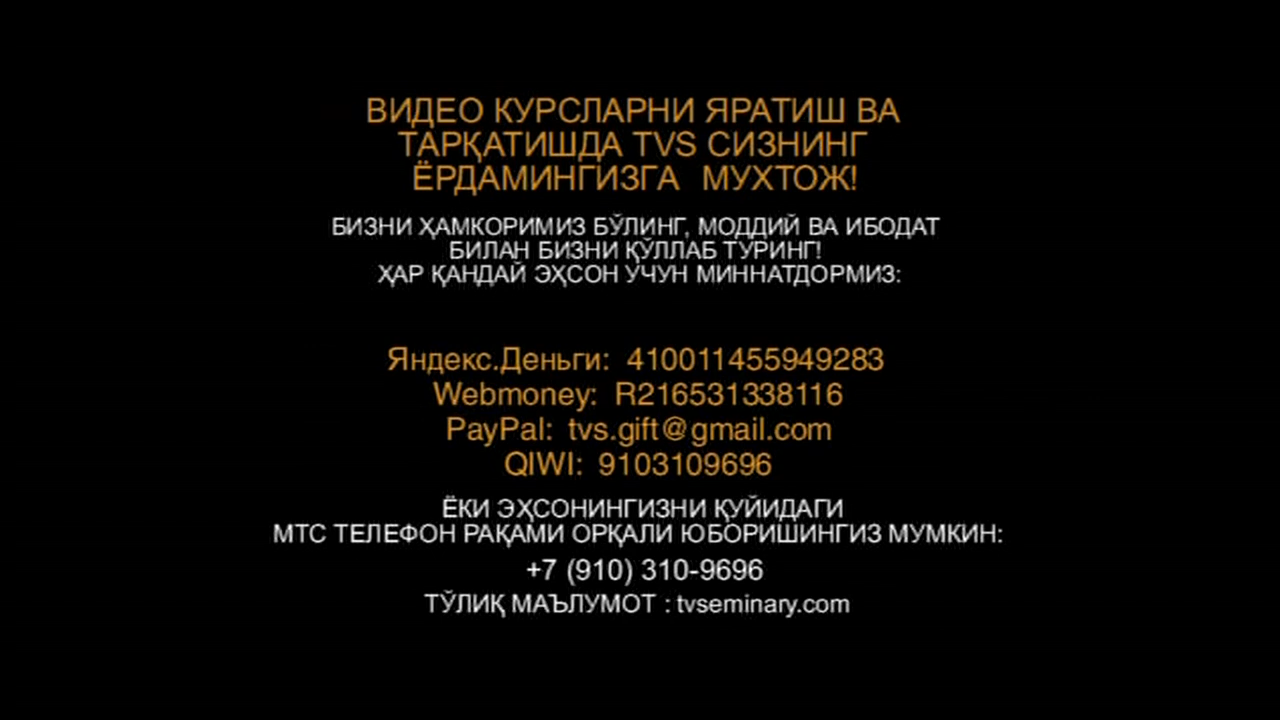 ВИДЕО КУРСЛАРНИ ЯРАТИШ ВА
ТАРҚАТИШДА TVS СИЗНИНГ
ЁРДАМИНГИЗГА МУХТОЖ!
БИЗНИ ҲАМКОРИМИЗ БЎЛИНГ, МОДДИЙ ВА ИБОДАТ
БИЛАН БИЗНИ ҚЎЛЛАБ ТУРИНГ!
ҲАР ҚАНДАЙ ЭҲСОН УЧУН МИННАТДОРМИЗ:
Яндекс.Деньги: 410011455949283
Webmoney: R216531338116
PayPal: tvs.gift@gmail.com
QIWI: 9103109696
ЁКИ ЭҲСОНИНГИЗНИ ҚУЙИДАГИ
МТС ТЕЛЕФОН РАҚАМИ ОРҚАЛИ ЮБОРИШИНГИЗ МУМКИН:
+7 (910) 310-9696
ТЎЛИҚ МАЪЛУМОТ : tvseminary.com